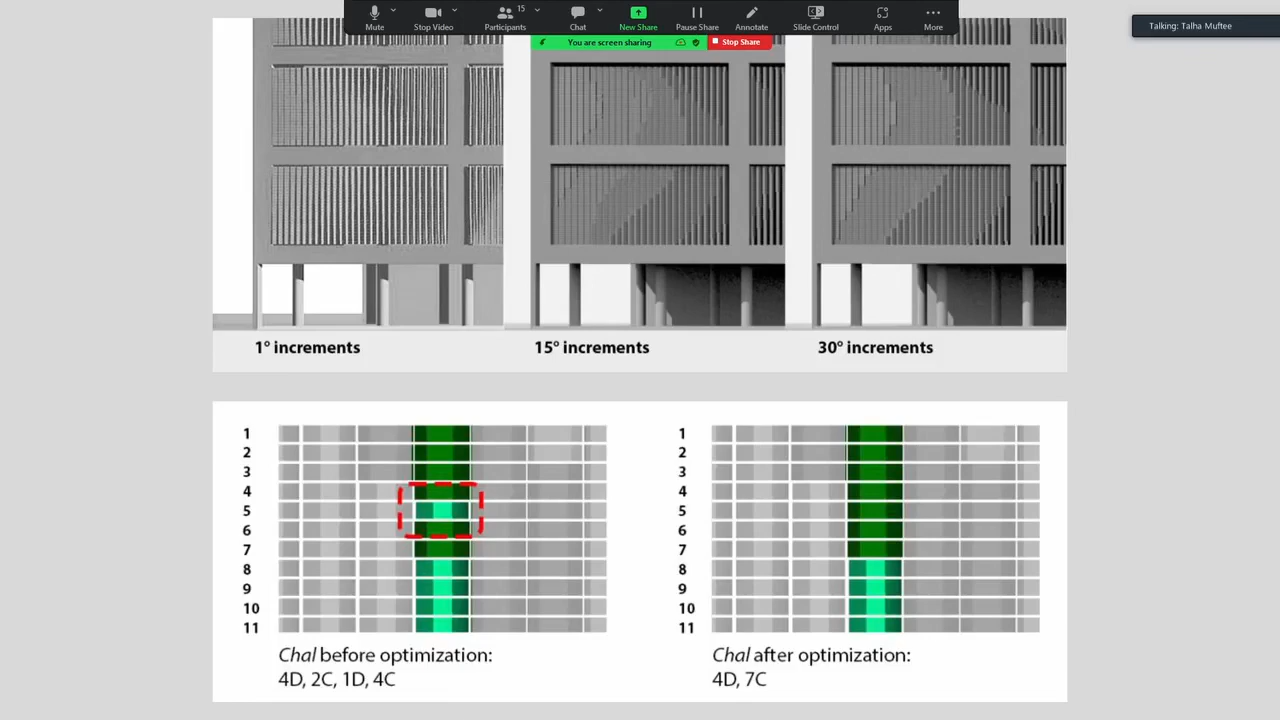 15
Mute
Stop Video
Participants
Chat
New Share
Pause Share
Annotate
Slide Control
Apps
More
Talking: Talha Muftee
You are screen sharing
Stop Share
1° increments
15° increments
30° increments
1
2
3
4
5
6
7
8
9
10
11
Chal before optimization:
4D, 2C, 1D, 4C
1
2
3
4
5
6
7
8
9
10
11
Chal after optimization:
4D, 7C